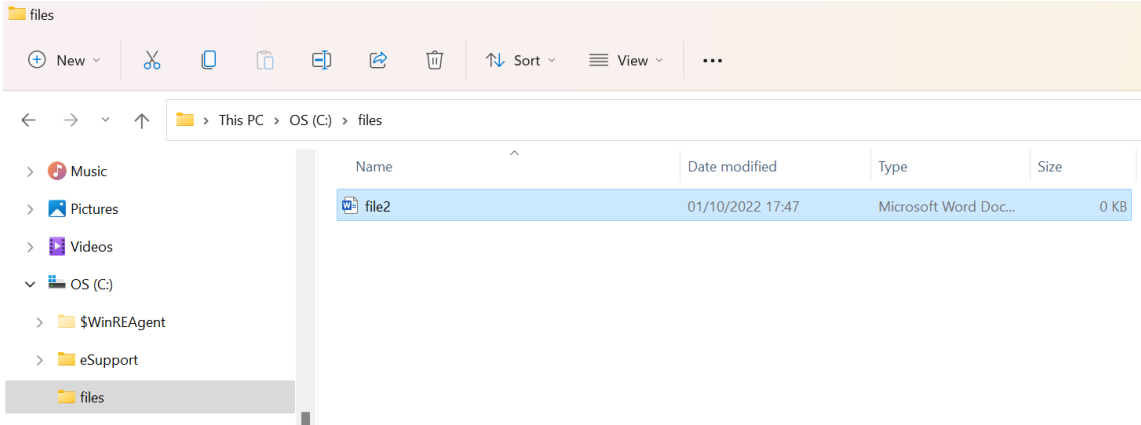 files
New Sort View
This PC > OS (C:) > files
Name Date modified Type Size
file2 01/10/2022 17:47 Microsoft Word Doc... 0 KB
Music
Pictures
Videos
OS (C:)
$WinREAgent
eSupport
files